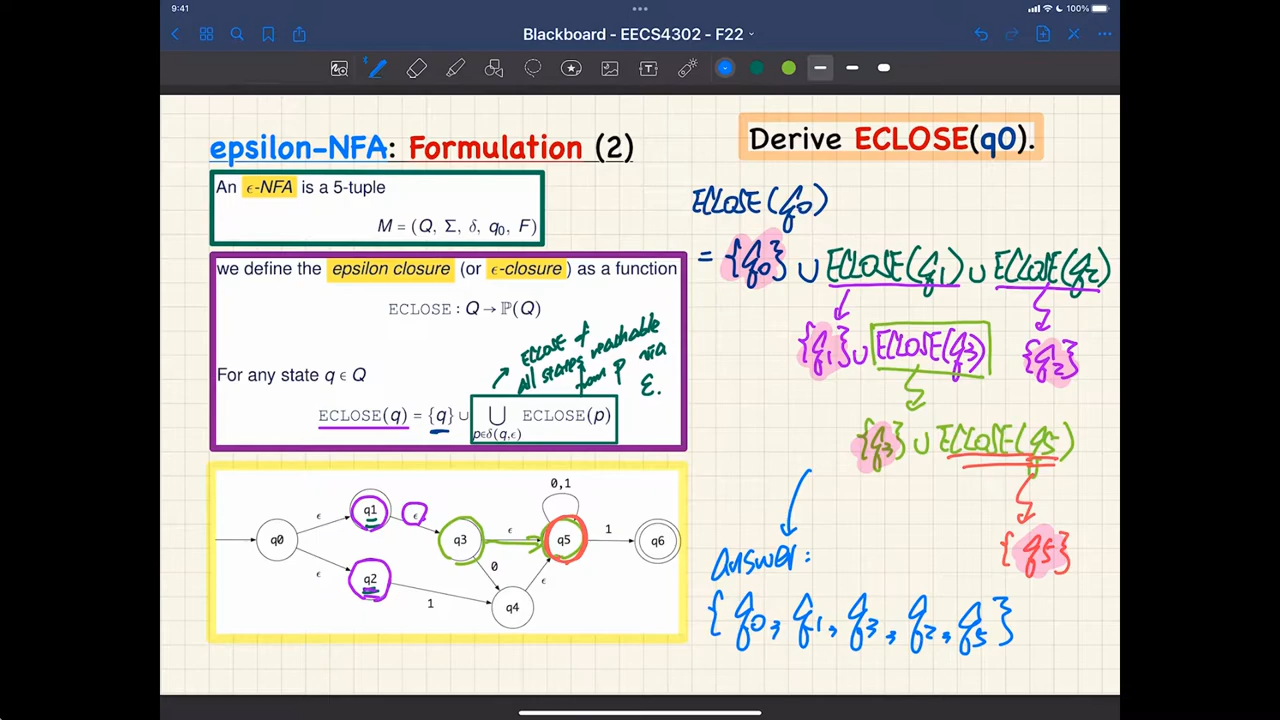 9:41
100%
Blackboard - EECS4302 - F22
epsilon-NFA: Formulation (2)
An ϵ-NFA is a 5-tuple
M = (Q, Σ, δ, q0, F)
we define the epsilon closure (or ϵ-closure) as a function
ECLOSE : Q → ℙ(Q)
ECLOSE of
all states reachable
from p via
ε.
For any state q ϵ Q
ECLOSE(q) = {q} ∪ ⋃ ECLOSE(p)
pϵδ(q,ϵ)
0,1
q1
ϵ
ϵ
ϵ
q0
q3
q5
1
q6
ϵ
q2
0
ϵ
1
q4
Derive ECLOSE(q0).
ECLOSE(q0)
= {q0} ∪ ECLOSE(q1) ∪ ECLOSE(q2)
{q1} ∪ ECLOSE(q3) {q2}
{q3} ∪ ECLOSE(q5)
{q5}
Answer:
{q0, q1, q3, q2, q5}